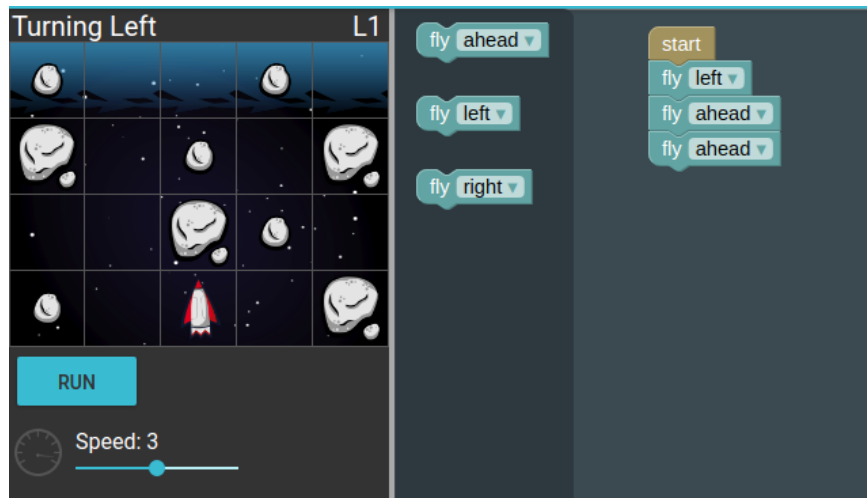 Turning Left L1
fly ahead
fly left
fly right
start
fly left
fly ahead
fly ahead
RUN
Speed: 3